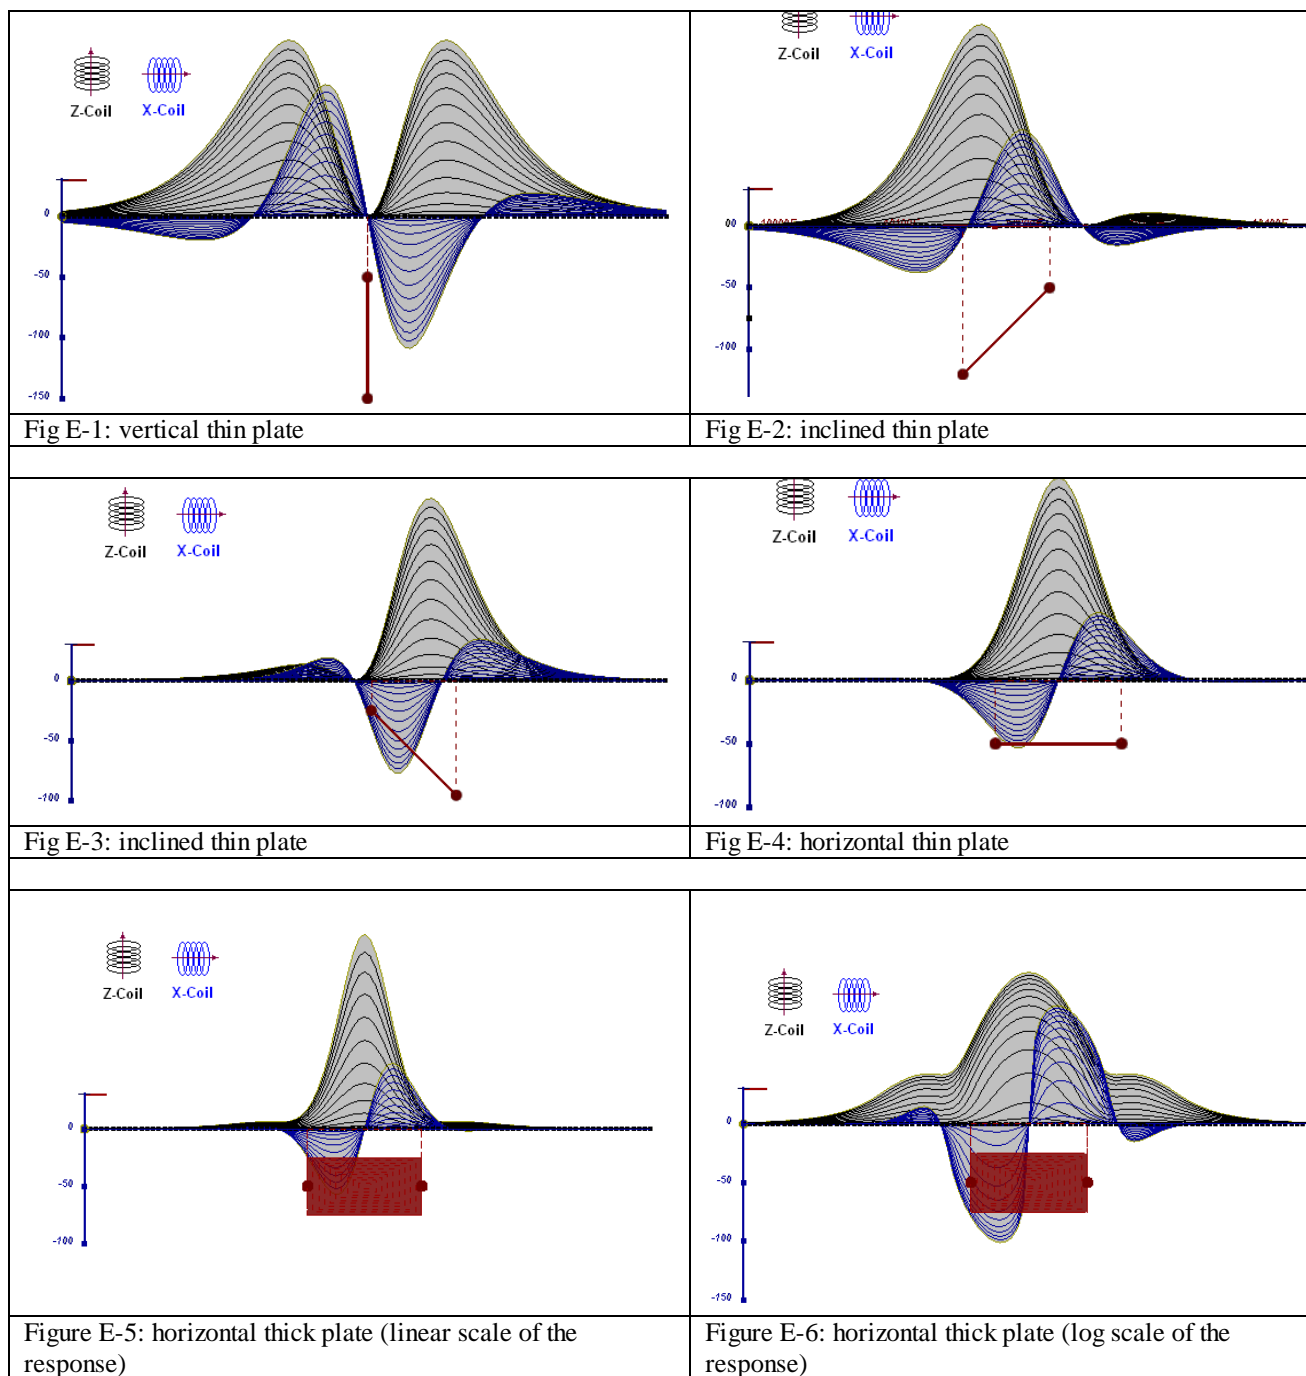 Z-Coil X-Coil
0
-50
-100
-150
Fig E-1: vertical thin plate
Z-Coil X-Coil
00
-50
-100
Fig E-2: inclined thin plate
Z-Coil X-Coil
0
-50
-100
Fig E-3: inclined thin plate
Z-Coil X-Coil
0
-50
-100
Fig E-4: horizontal thin plate
Z-Coil X-Coil
0
-50
-100
Figure E-5: horizontal thick plate (linear scale of the
response)
Z-Coil X-Coil
0
-50
-100
-150
Figure E-6: horizontal thick plate (log scale of the
response)